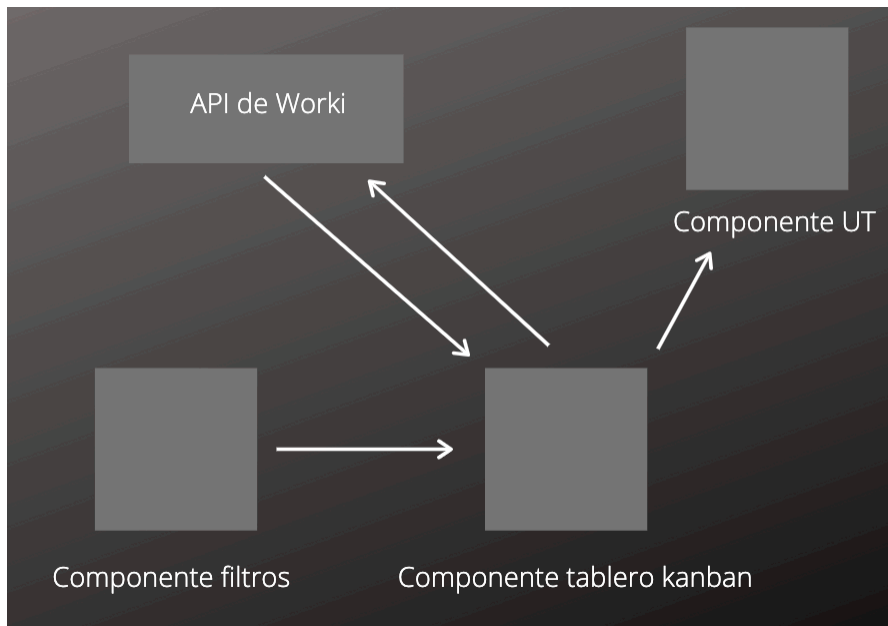 API de Worki
Componente UT
Componente filtros
Componente tablero kanban